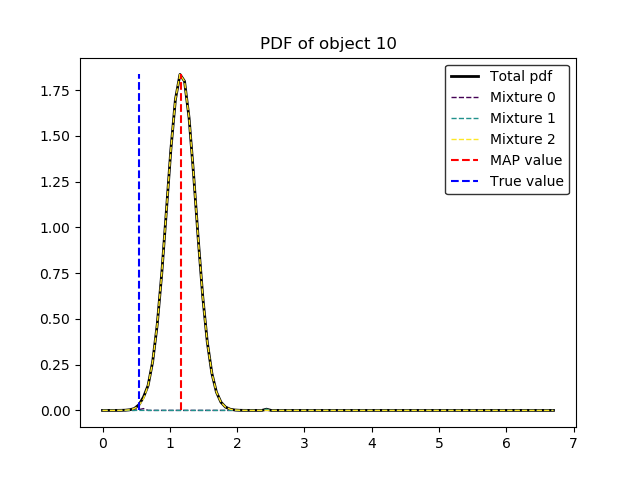 PDF of object 10
Total pdf
Mixture 0
Mixture 1
Mixture 2
MAP value
True value
1.75
1.50
1.25
1.00
0.75
0.50
0.25
0.00
0 1 2 3 4 5 6 7